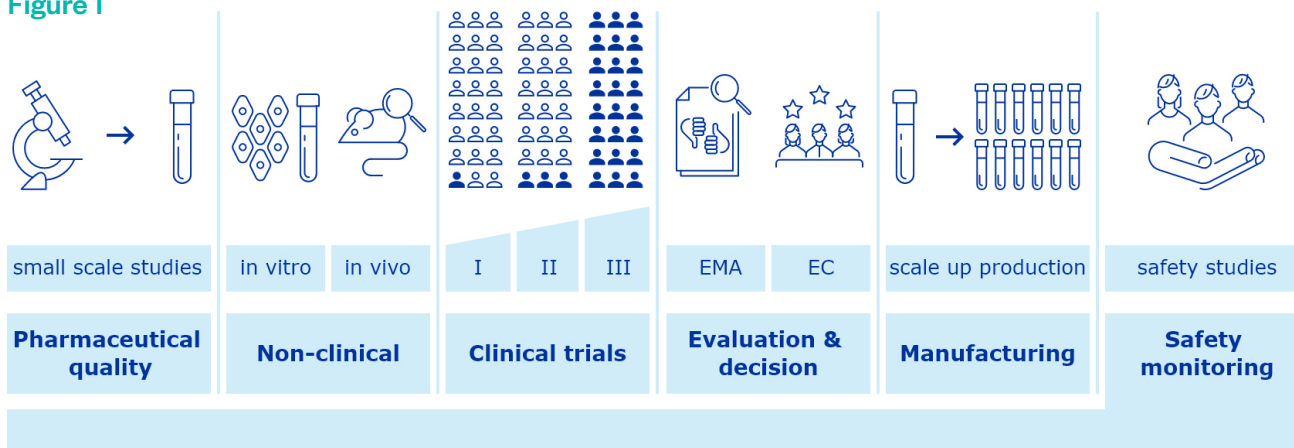 Figure 1
small scale studies
in vitro
in vivo
I
II
III
EMA
EC
scale up production
safety studies
Pharmaceutical
quality
Non-clinical
Clinical trials
Evaluation &
decision
Manufacturing
Safety
monitoring